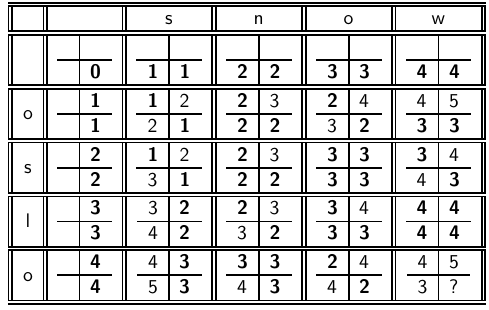 s n o w
0 1 1 2 2 3 3 4 4
1 1 2 2 3 2 4 4 5
o
1 2 1 2 2 3 2 3 3
2 1 2 2 3 3 3 3 4
s
2 3 1 2 2 3 3 4 3
3 3 2 2 3 3 4 4 4
l
3 4 2 3 2 3 3 4 4
4 4 3 3 3 2 4 4 5
o
4 5 3 4 3 4 2 3 ?